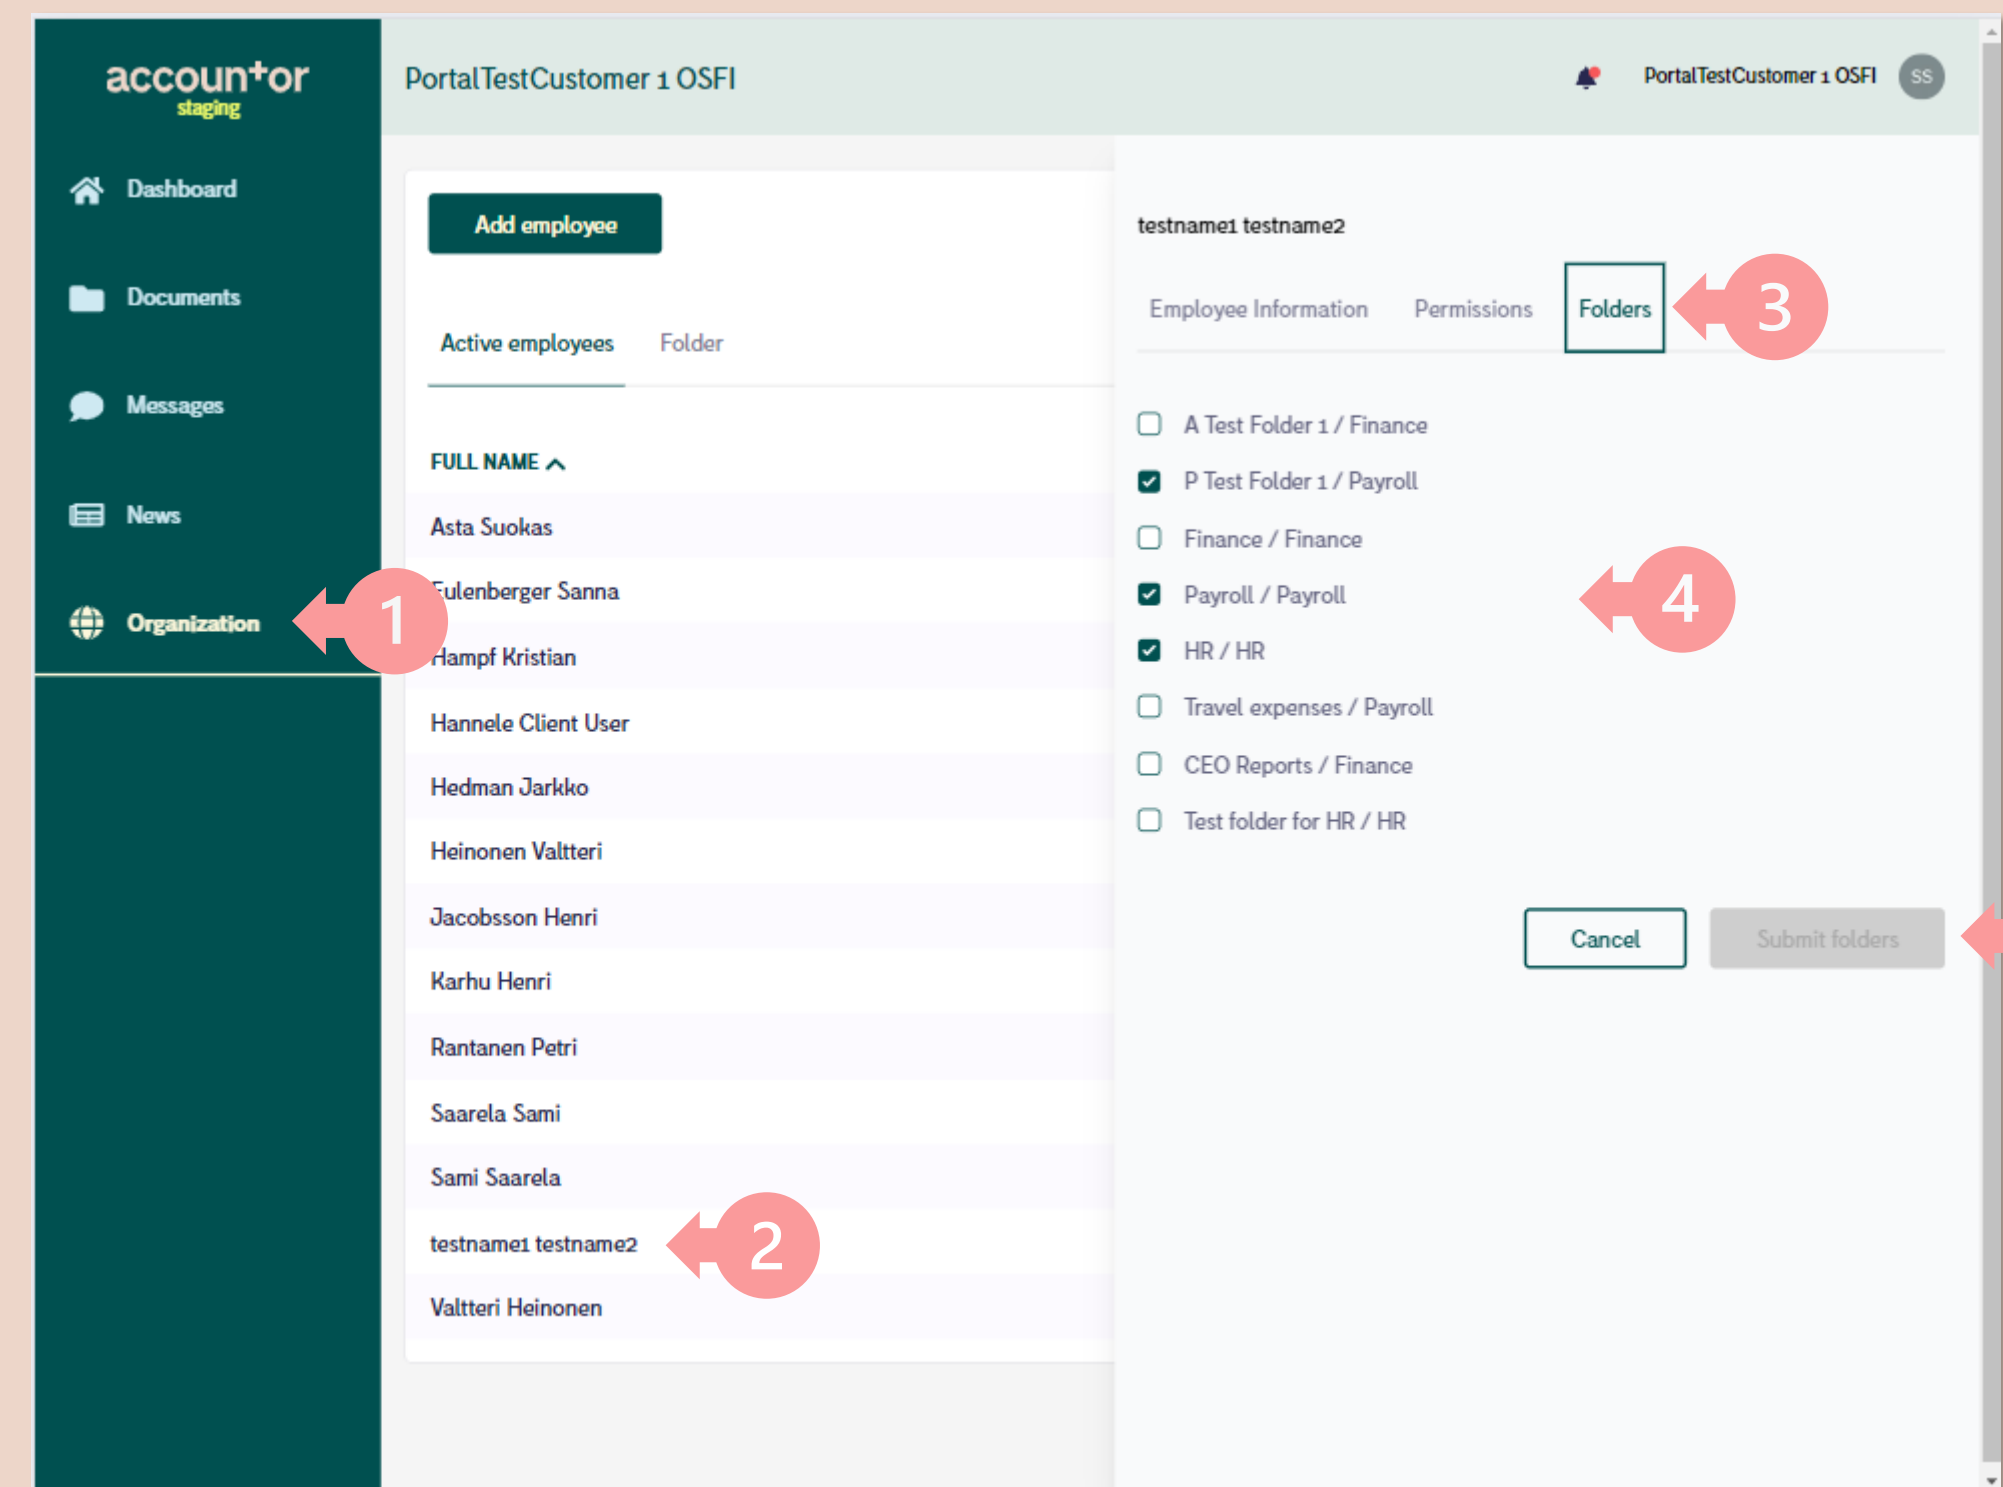 accountor
staging
PortalTestCustomer 1 OSFI
PortalTestCustomer 1 OSFI
SS
Dashboard
Documents
Messages
News
Organization
1
Add employee
Active employees
Folder
FULL NAME
Asta Suokas
Eulenberger Sanna
Hampf Kristian
Hannele Client User
Hedman Jarkko
Heinonen Valtteri
Jacobsson Henri
Karhu Henri
Rantanen Petri
Saarela Sami
Sami Saarela
testname1 testname2
2
Valtteri Heinonen
testname1 testname2
Employee Information
Permissions
Folders
3
A Test Folder 1 / Finance
P Test Folder 1 / Payroll
Finance / Finance
Payroll / Payroll
4
HR / HR
Travel expenses / Payroll
CEO Reports / Finance
Test folder for HR / HR
Cancel
Submit folders